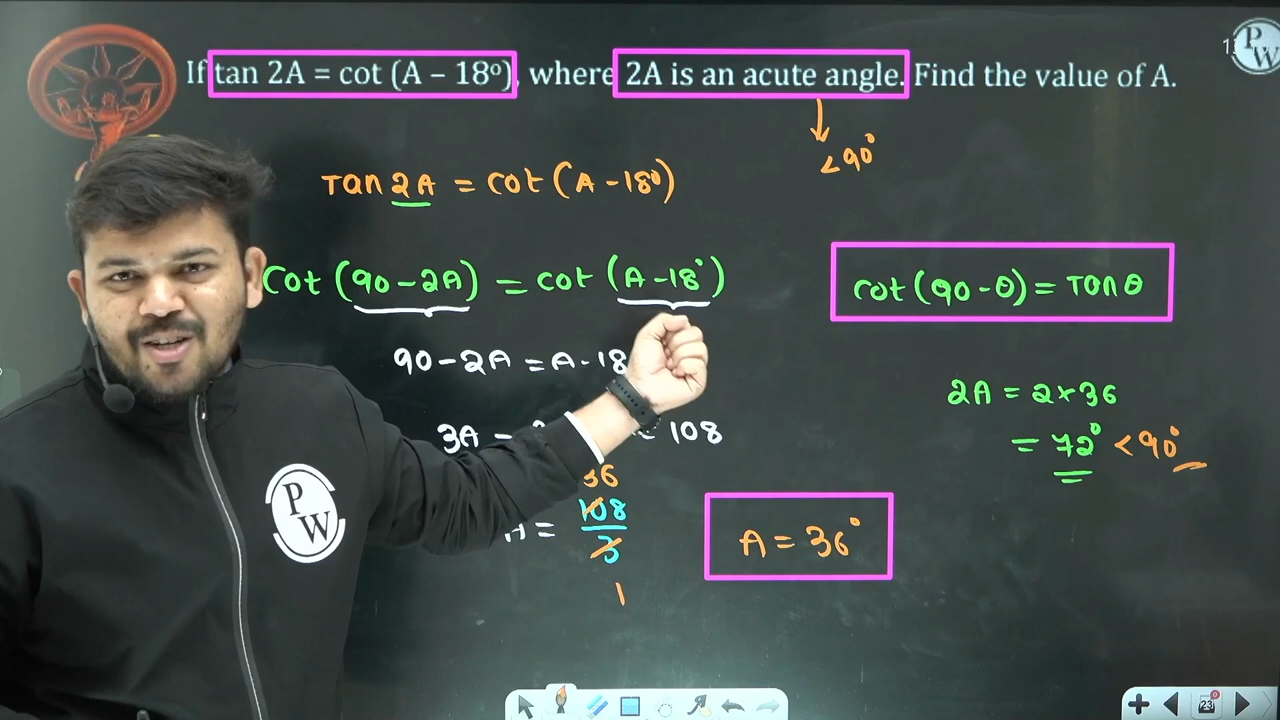 If tan 2A = cot (A – 18º), where 2A is an acute angle. Find the value of A.
<90°
Tan 2A = cot (A – 18°)
cot (90 – 2A) = cot (A – 18°)
cot (90 – θ) = Tan θ
90 – 2A = A – 18
3A = 108
A = 108/3
36
1
A = 36°
2A = 2×36
= 72° <90°
P
W
PW
23